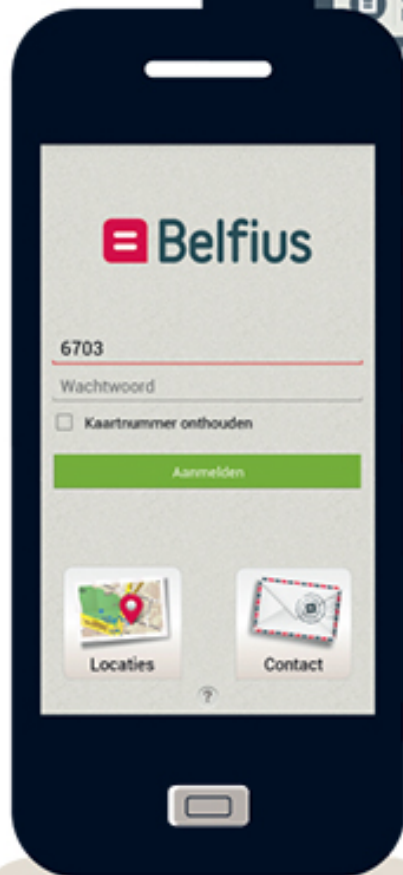 Belfius
6703
Wachtwoord
Kaartnummer onthouden
Aanmelden
Locaties
Contact
?